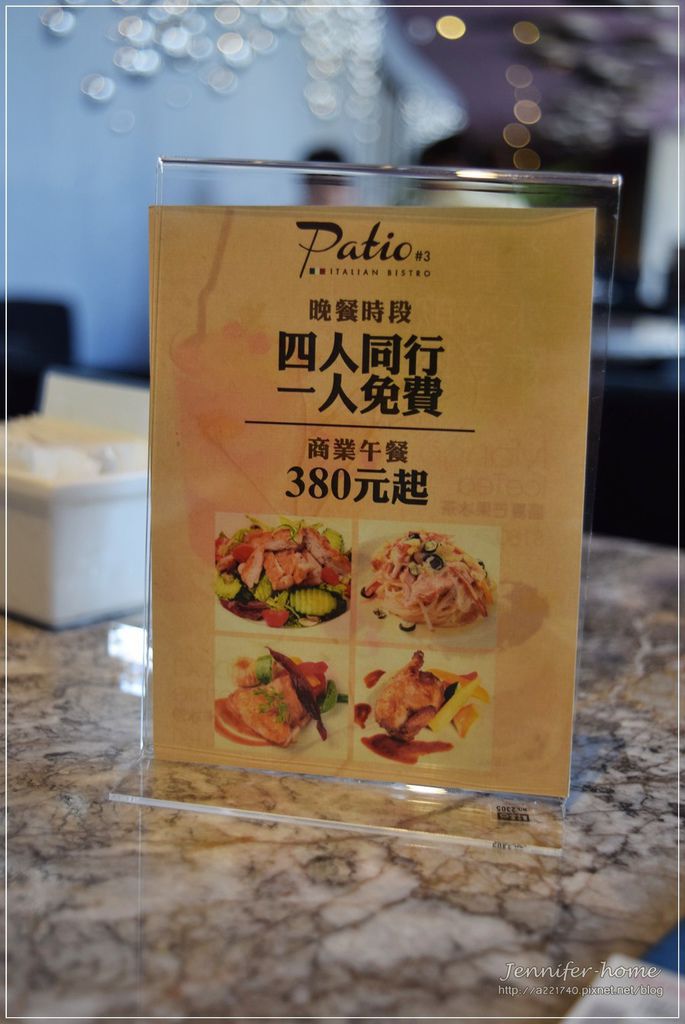 Patio #3
ITALIAN BISTRO
晚餐時段
四人同行
一人免費
商業午餐
380元起
Jennifer-home
http://a221740.pixnet.net/blog